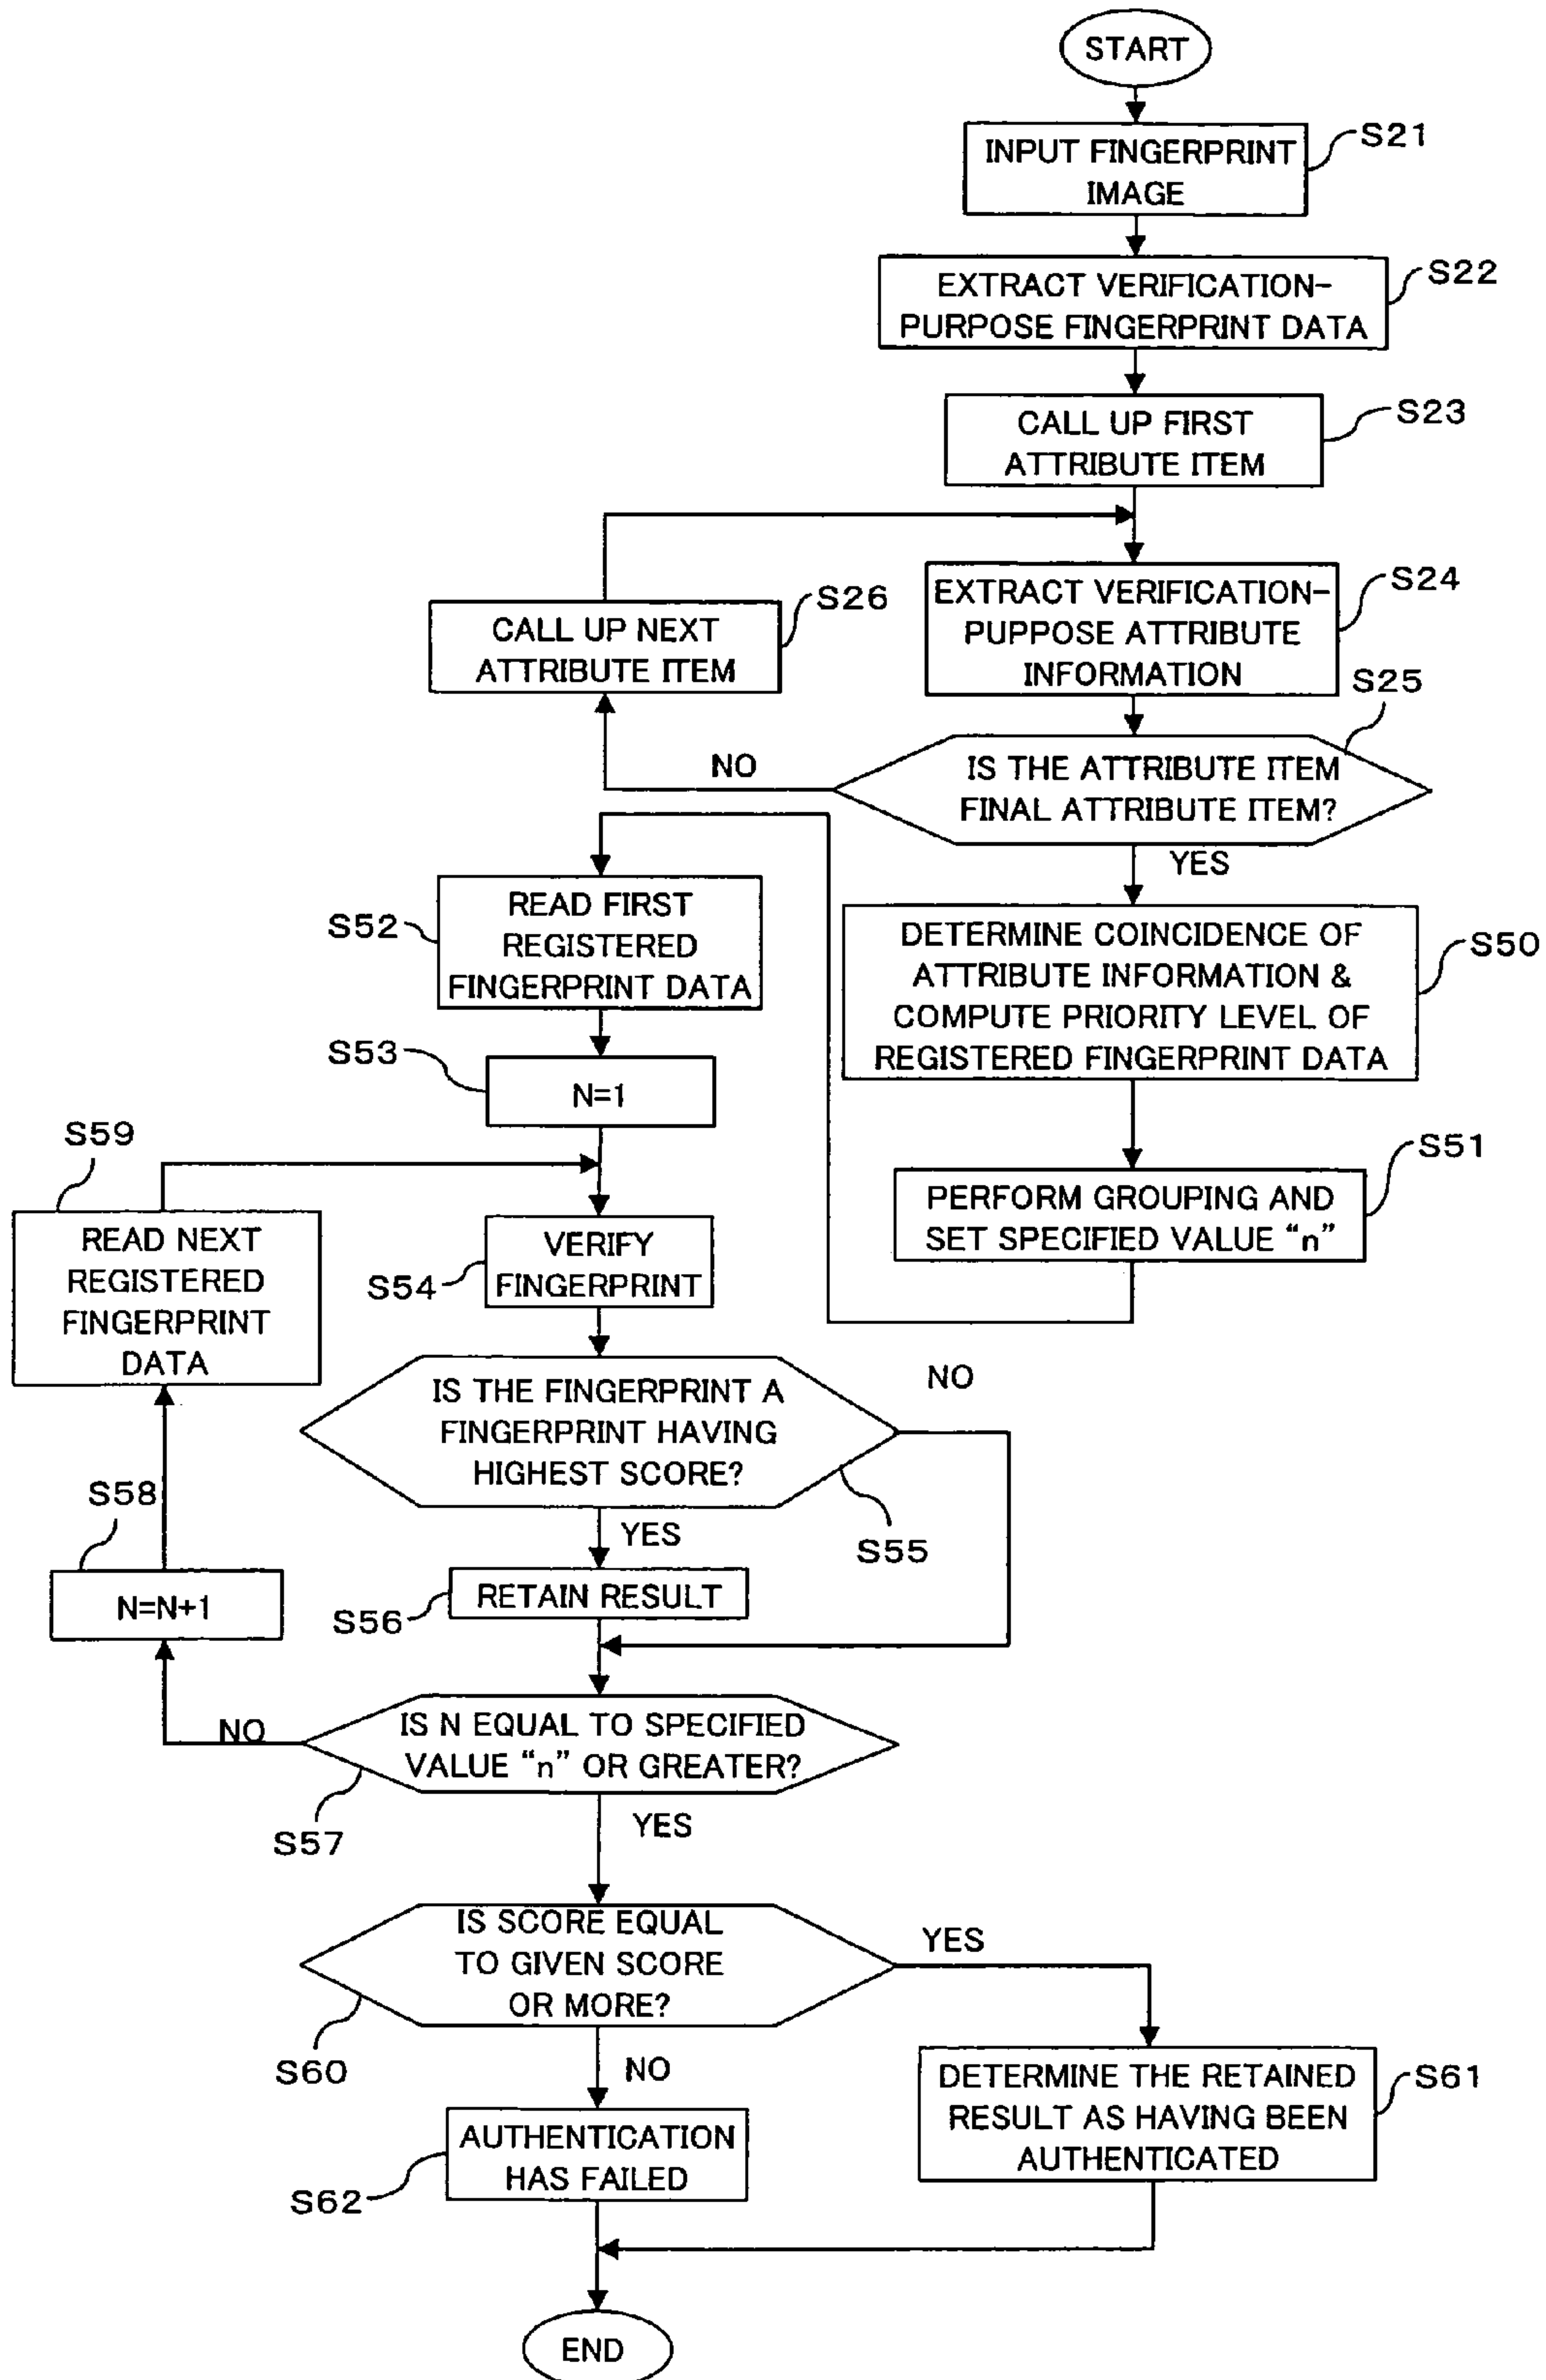 START
INPUT FINGERPRINT
IMAGE
S21
EXTRACT VERIFICATION-
PURPOSE FINGERPRINT DATA
S22
CALL UP FIRST
ATTRIBUTE ITEM
S23
EXTRACT VERIFICATION-
PUPPOSE ATTRIBUTE
INFORMATION
S24
CALL UP NEXT
ATTRIBUTE ITEM
S26
S25
IS THE ATTRIBUTE ITEM
FINAL ATTRIBUTE ITEM?
NO
YES
DETERMINE COINCIDENCE OF
ATTRIBUTE INFORMATION &
COMPUTE PRIORITY LEVEL OF
REGISTERED FINGERPRINT DATA
S50
PERFORM GROUPING AND
SET SPECIFIED VALUE “n”
S51
READ FIRST
REGISTERED
FINGERPRINT DATA
S52
S53
N=1
S59
READ NEXT
REGISTERED
FINGERPRINT
DATA
VERIFY
FINGERPRINT
S54
IS THE FINGERPRINT A
FINGERPRINT HAVING
HIGHEST SCORE?
NO
YES
S55
S58
N=N+1
RETAIN RESULT
S56
IS N EQUAL TO SPECIFIED
VALUE “n” OR GREATER?
NO
S57
YES
IS SCORE EQUAL
TO GIVEN SCORE
OR MORE?
YES
S60
NO
DETERMINE THE RETAINED
RESULT AS HAVING BEEN
AUTHENTICATED
S61
AUTHENTICATION
HAS FAILED
S62
END